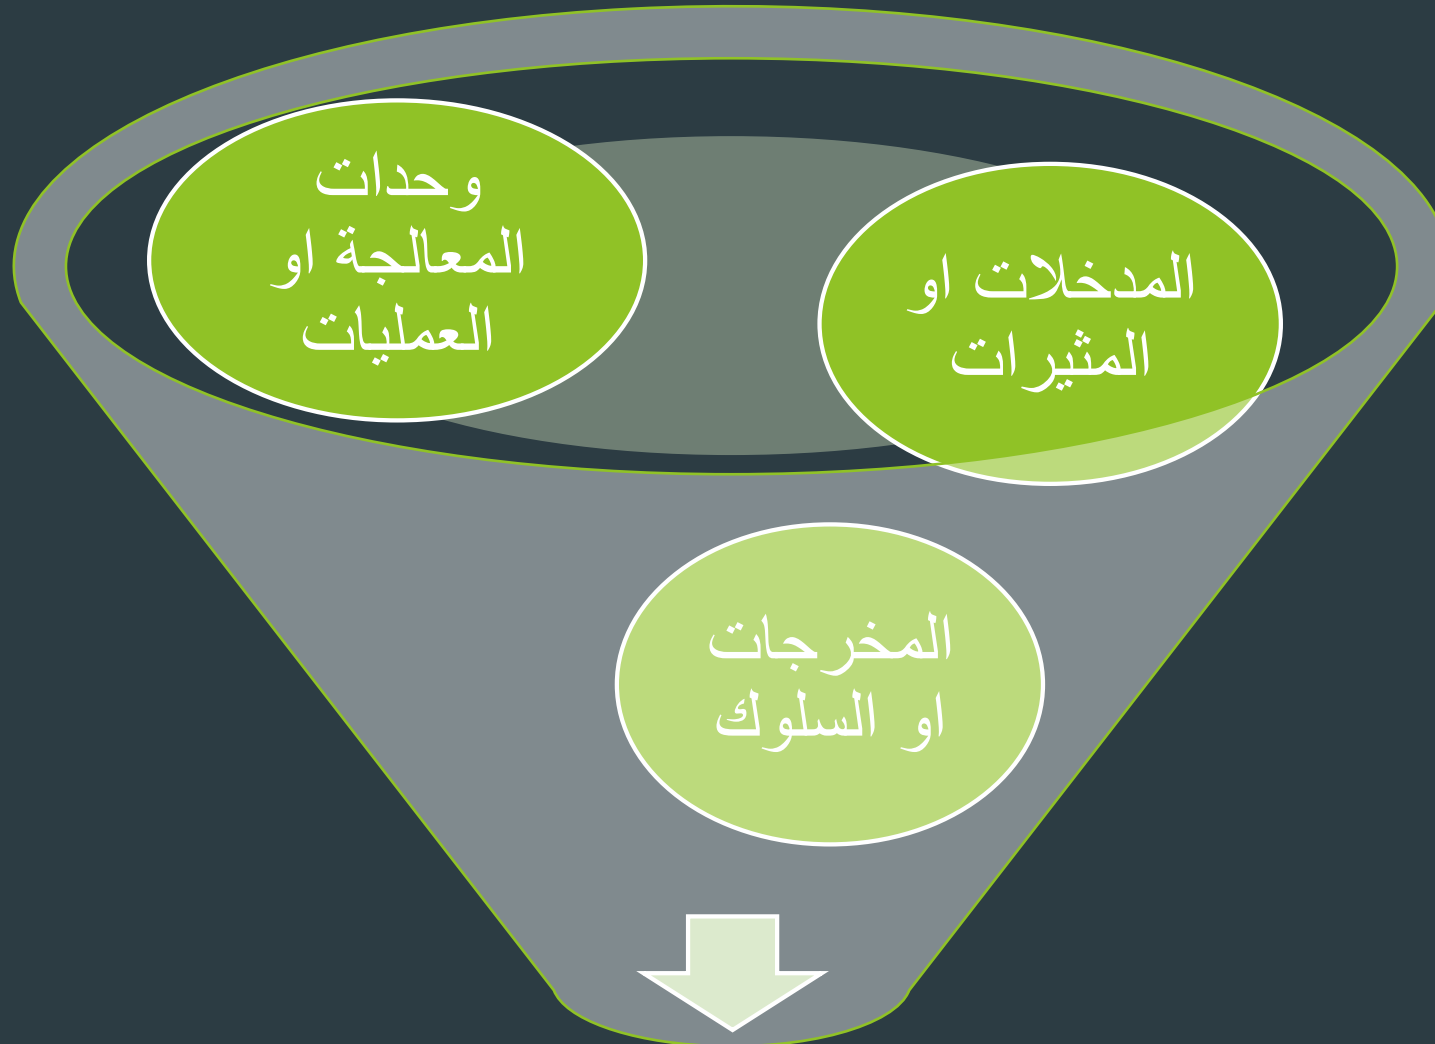 المدخلات او
المثيرات
وحدات
المعالجة او
العمليات
المخرجات
او السلوك